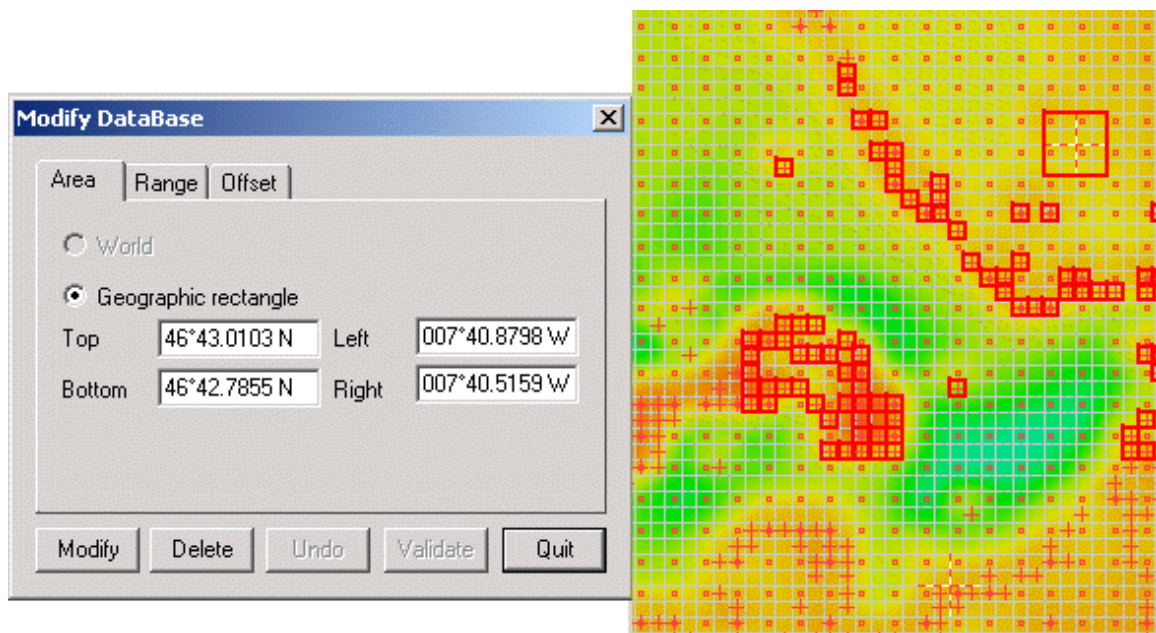 Modify DataBase
Area Range Offset
World
Geographic rectangle
Top 46°43.0103 N Left 007°40.8798 W
Bottom 46°42.7855 N Right 007°40.5159 W
Modify Delete Undo Validate Quit